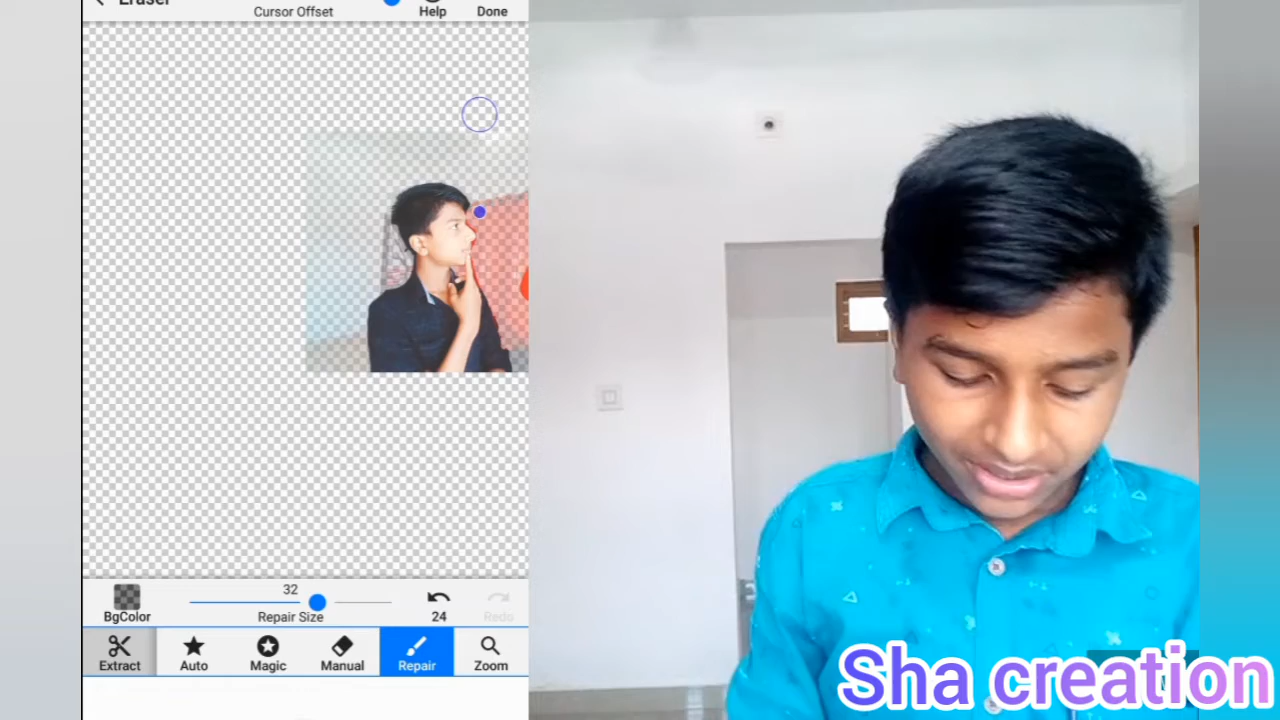 Eraser
Cursor Offset
Help
Done
32
BgColor
Repair Size
24
Redo
Extract
Auto
Magic
Manual
Repair
Zoom
Sha creation